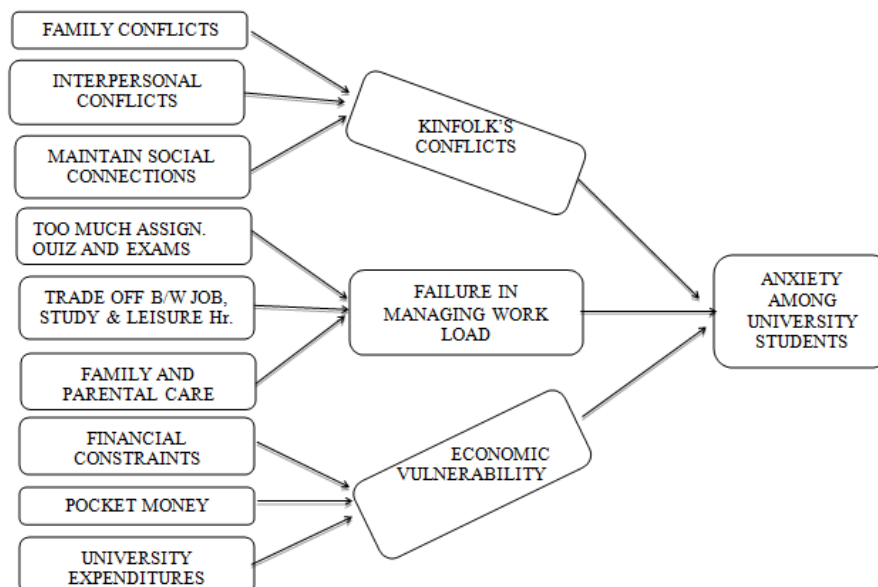 FAMILY CONFLICTS
INTERPERSONAL
CONFLICTS
MAINTAIN SOCIAL
CONNECTIONS
TOO MUCH ASSIGN.
QUIZ AND EXAMS
TRADE OFF B/W JOB,
STUDY & LEISURE Hr.
FAMILY AND
PARENTAL CARE
FINANCIAL
CONSTRAINTS
POCKET MONEY
UNIVERSITY
EXPENDITURES
KINFOLK'S
CONFLICTS
FAILURE IN
MANAGING WORK
LOAD
ECONOMIC
VULNERABILITY
ANXIETY
AMONG
UNIVERSITY
STUDENTS